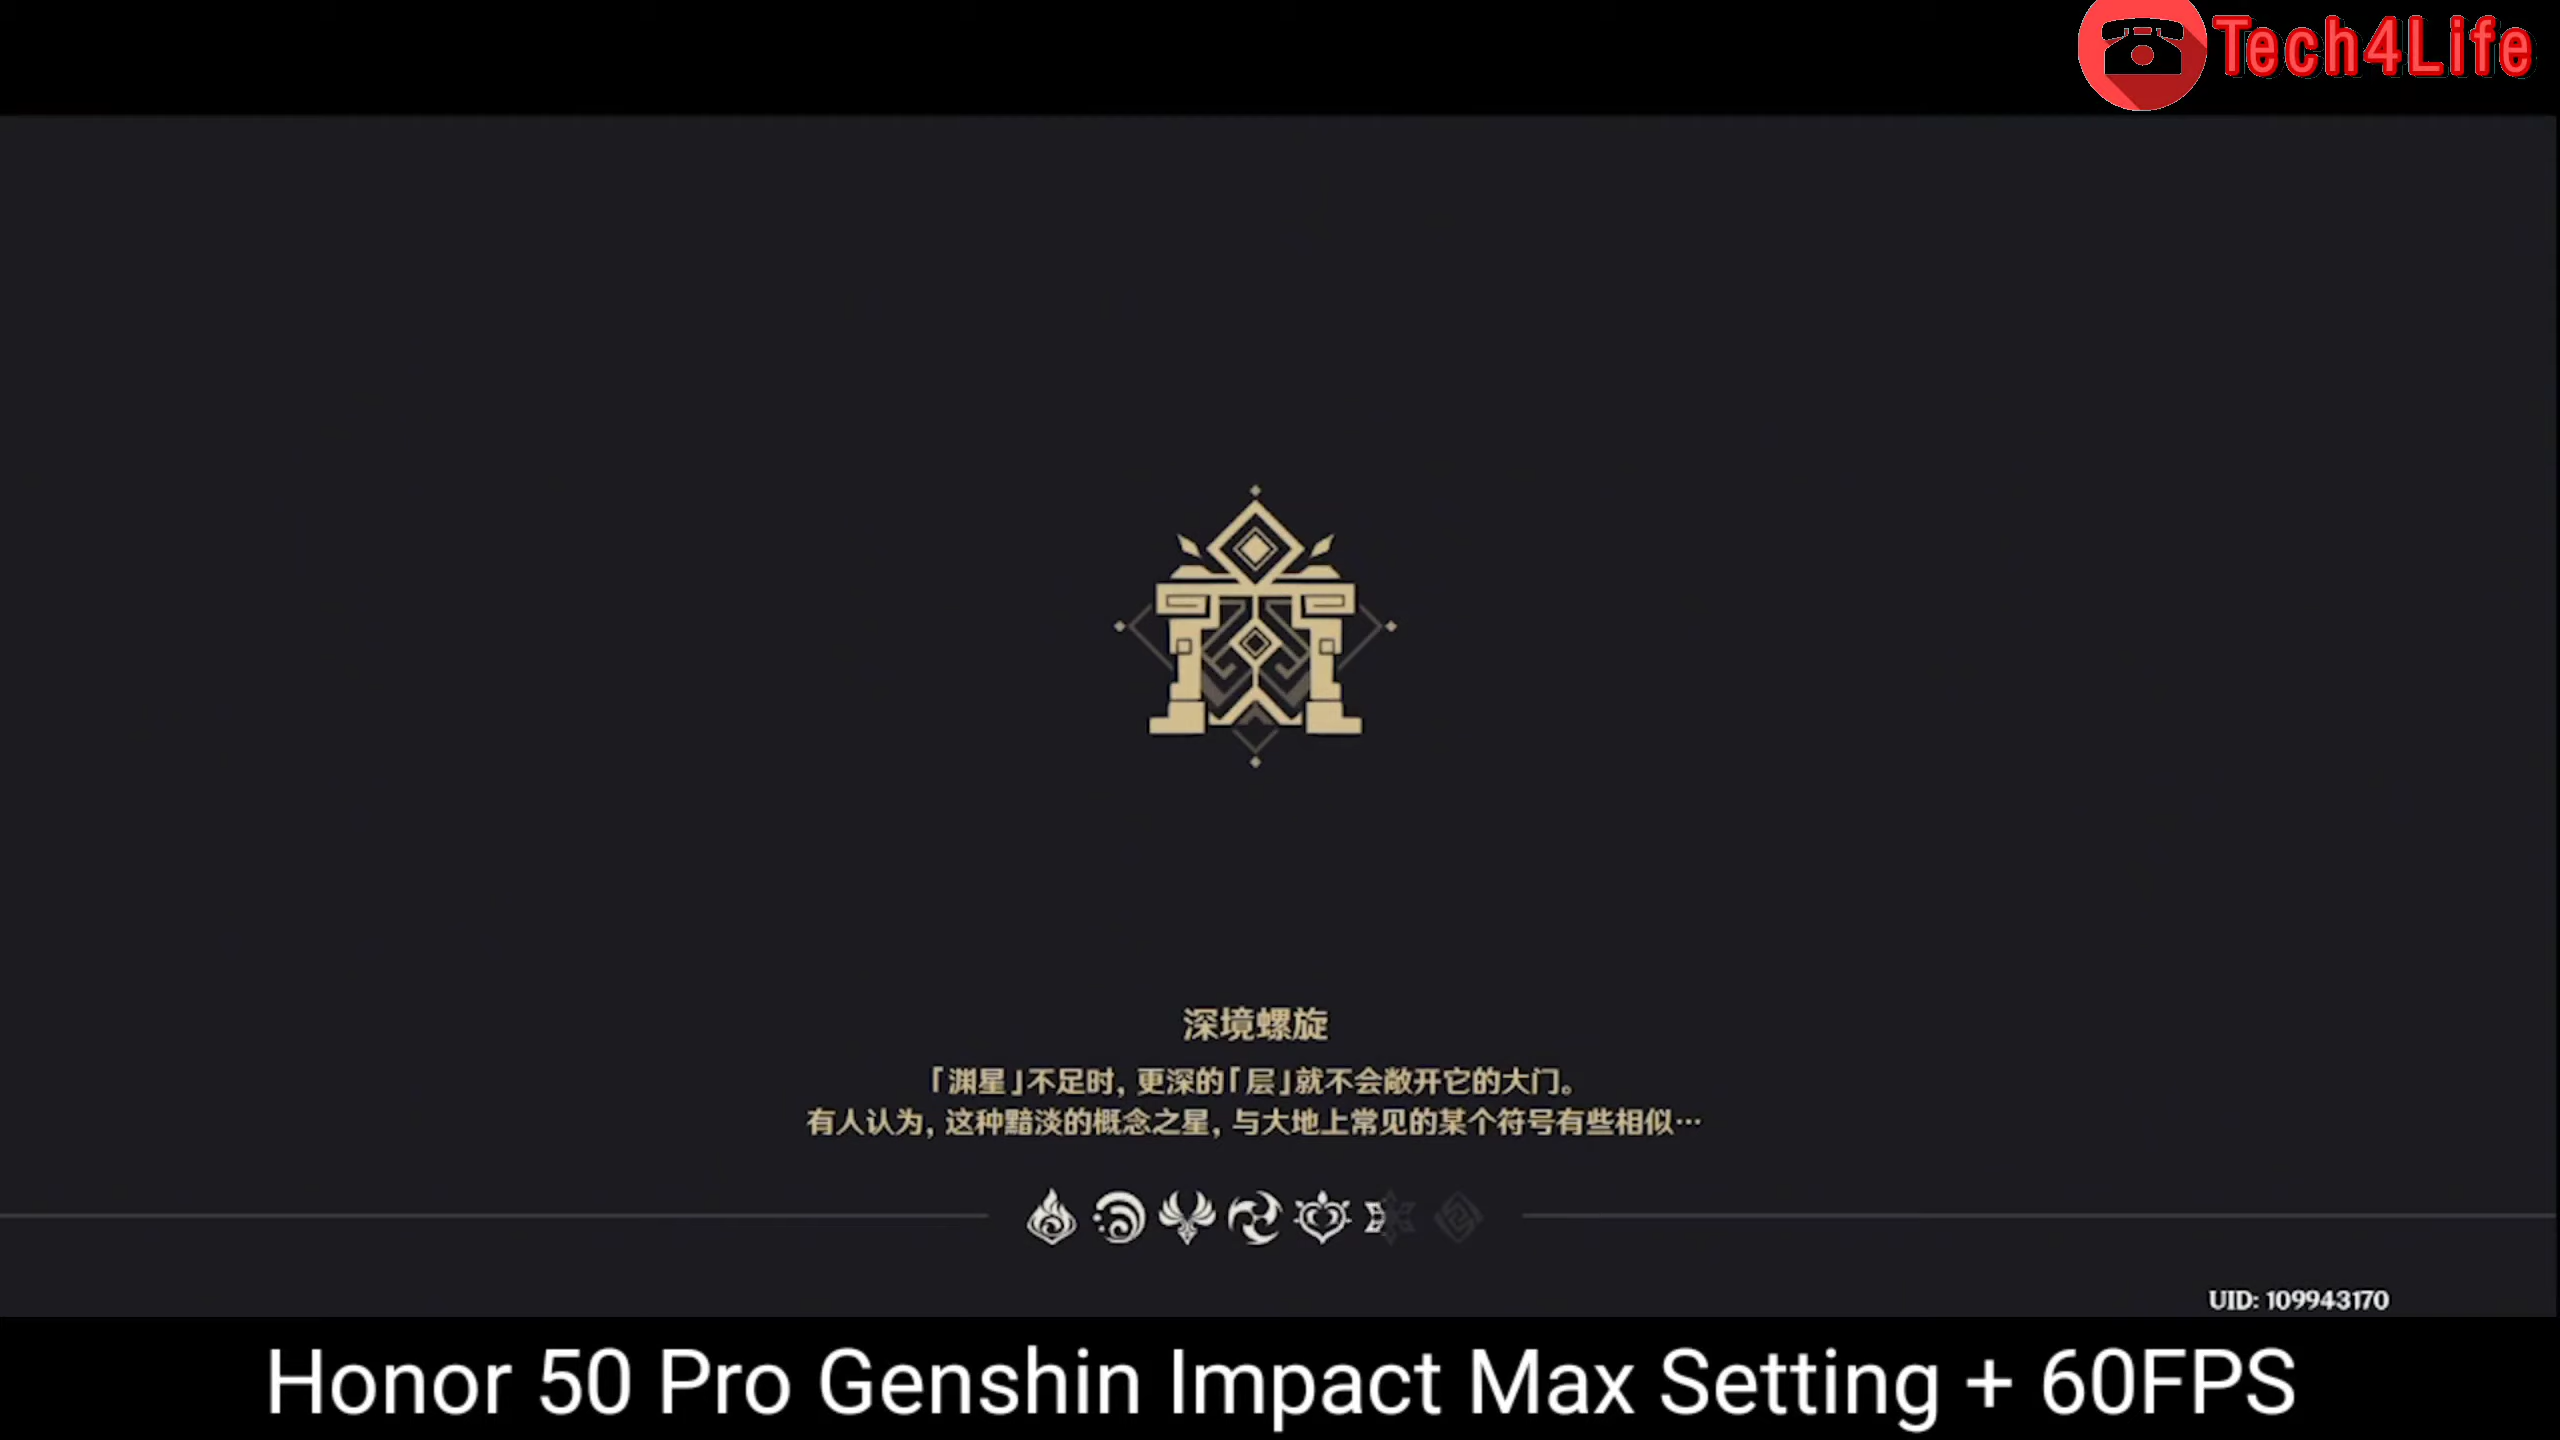 Tech4Life
深境螺旋
「渊星」不足时, 更深的「层」就不会敞开它的大门。
有人认为, 这种黯淡的概念之星, 与大地上常见的某个符号有些相似…
UID: 109943170
Honor 50 Pro Genshin Impact Max Setting + 60FPS